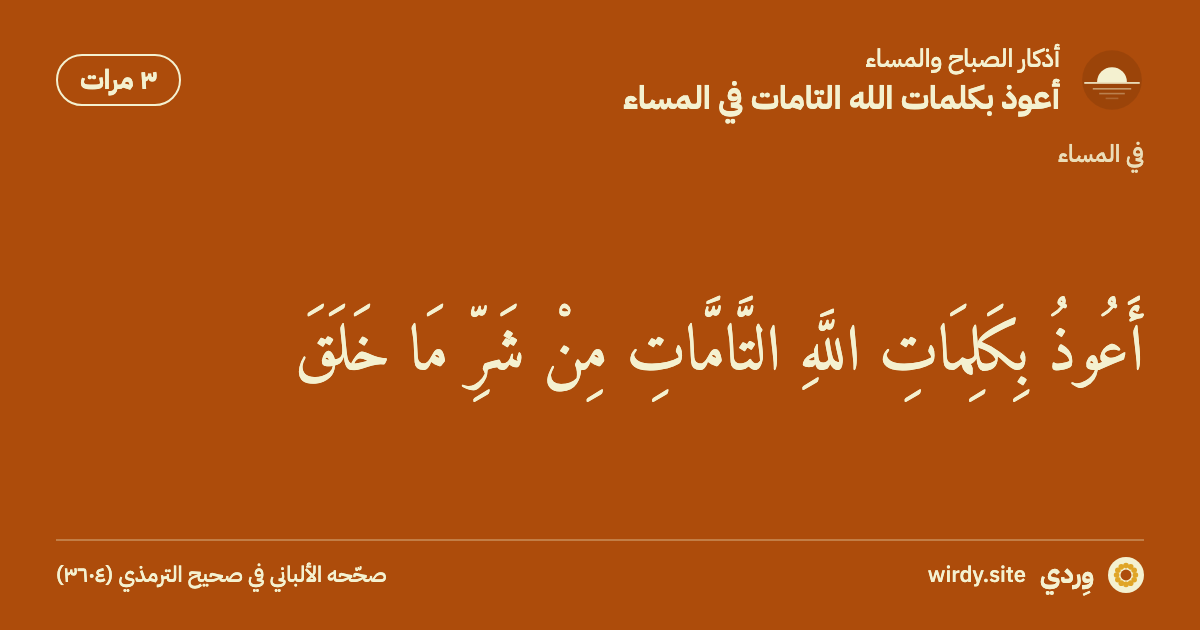 أذكار الصباح والمساء
أعوذ بكلمات الله التامات في المساء
٣ مرات
في المساء
أَعُوذُ بِكَلِمَاتِ اللَّهِ التَّامَّاتِ مِنْ شَرِّ مَا خَلَقَ
وِردي wirdy.site
صحّحه الألباني في صحيح الترمذي (٣٦٠٤)